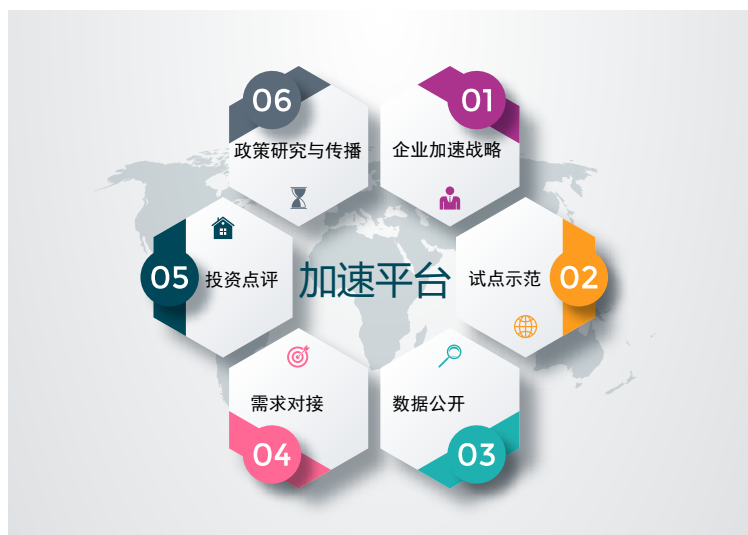 06
01
政策研究与传播
企业加速战略
05
投资点评
加速平台
试点示范
02
需求对接
数据公开
04
03